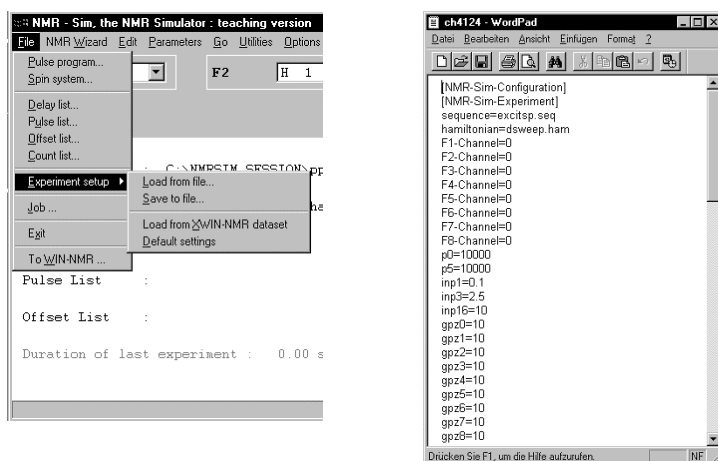 NMR - Sim, the NMR Simulator : teaching version
File NMR Wizard Edit Parameters Go Utilities Options
Pulse program...
Spin system...
F2 H 1
Delay list...
Pulse list...
Offset list...
Count list...
: C:\NMRSIM_SESSION\pp
Experiment setup
Load from file...
Save to file...
Load from XWIN-NMR dataset
Default settings
ha
Job ...
Exit
To WIN-NMR ...
Pulse List :
Offset List :
Duration of last experiment : 0.00 s
ch4124 - WordPad
Datei Bearbeiten Ansicht Einfügen Format ?
[NMR-Sim-Configuration]
[NMR-Sim-Experiment]
sequence=excitsp.seq
hamiltonian=dsweep.ham
F1-Channel=0
F2-Channel=0
F3-Channel=0
F4-Channel=0
F5-Channel=0
F6-Channel=0
F7-Channel=0
F8-Channel=0
p0=10000
p5=10000
inp1=0.1
inp3=2.5
inp16=10
gpz0=10
gpz1=10
gpz2=10
gpz3=10
gpz4=10
gpz5=10
gpz6=10
gpz7=10
gpz8=10
Drücken Sie F1, um die Hilfe aufzurufen.
NF